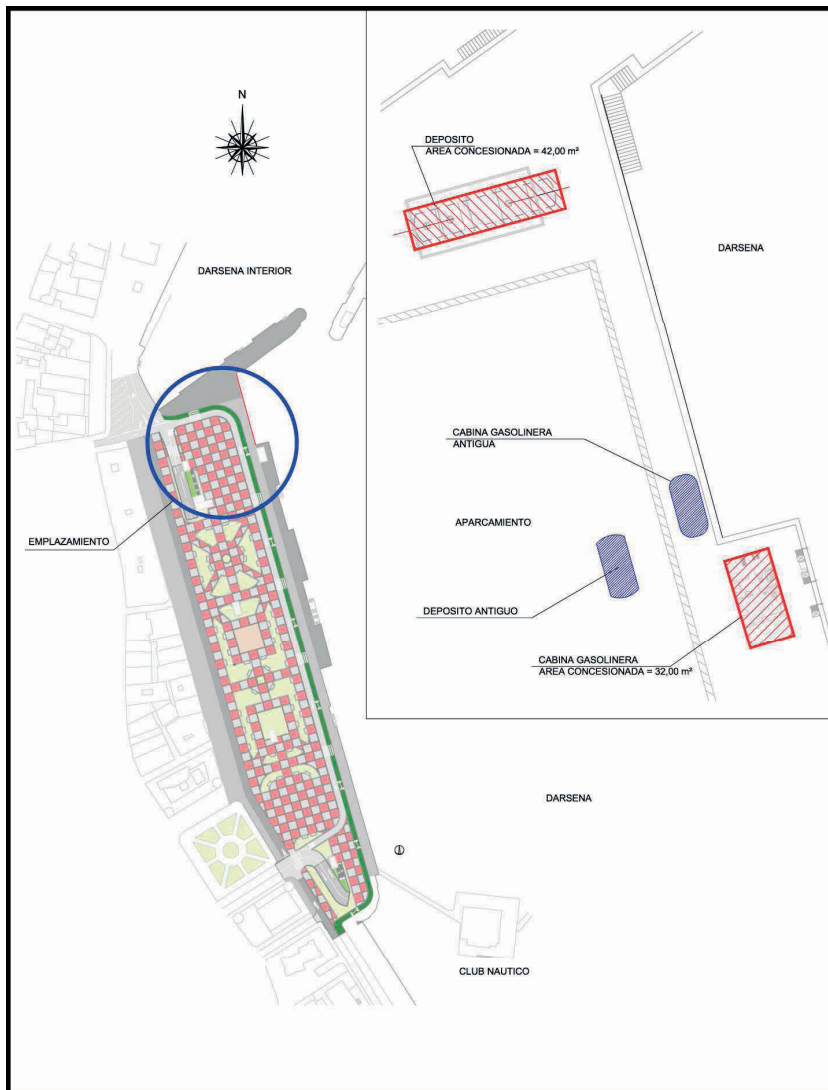 N
DARSENA INTERIOR
EMPLAZAMIENTO
DARSENA
CLUB NAUTICO
DEPOSITO
AREA CONCESIONADA = 42,00 m²
DARSENA
CABINA GASOLINERA
ANTIGUA
APARCAMIENTO
DEPOSITO ANTIGUO
CABINA GASOLINERA
AREA CONCESIONADA = 32,00 m²